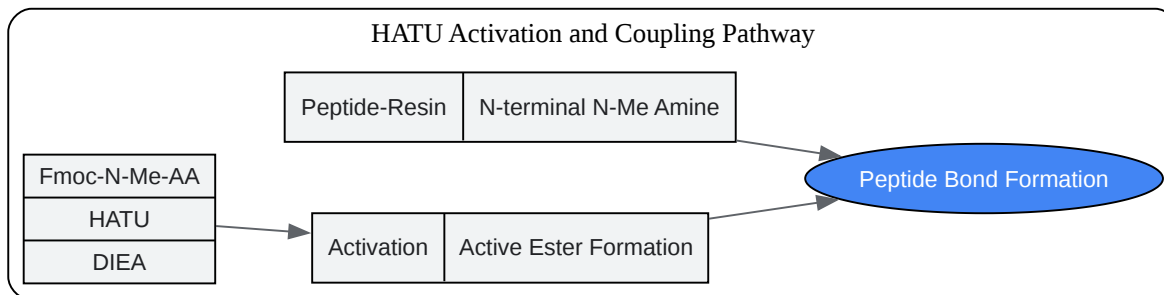 HATU Activation and Coupling Pathway
Peptide-Resin
N-terminal N-Me Amine
Fmoc-N-Me-AA
HATU
DIEA
Activation
Active Ester Formation
Peptide Bond Formation